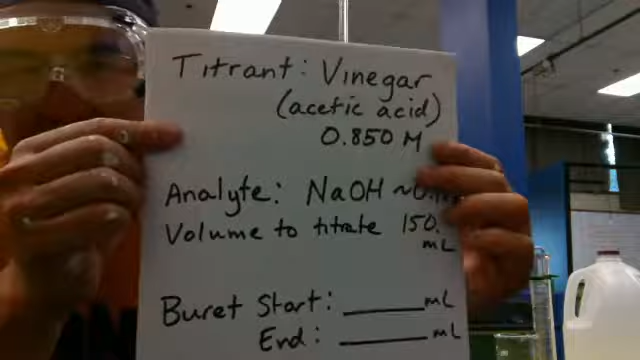 Titrant: Vinegar
(acetic acid)
0.850 M
Analyte: NaOH
Volume to titrate 150.
mL
Buret Start: ______ mL
End: ______ mL